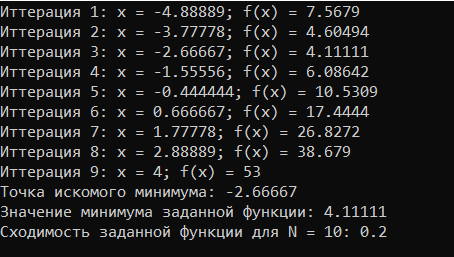 Иттерация 1: x = -4.88889; f(x) = 7.5679
Иттерация 2: x = -3.77778; f(x) = 4.60494
Иттерация 3: x = -2.66667; f(x) = 4.11111
Иттерация 4: x = -1.55556; f(x) = 6.08642
Иттерация 5: x = -0.444444; f(x) = 10.5309
Иттерация 6: x = 0.666667; f(x) = 17.4444
Иттерация 7: x = 1.77778; f(x) = 26.8272
Иттерация 8: x = 2.88889; f(x) = 38.679
Иттерация 9: x = 4; f(x) = 53
Точка искомого минимума: -2.66667
Значение минимума заданной функции: 4.11111
Сходимость заданной функции для N = 10: 0.2